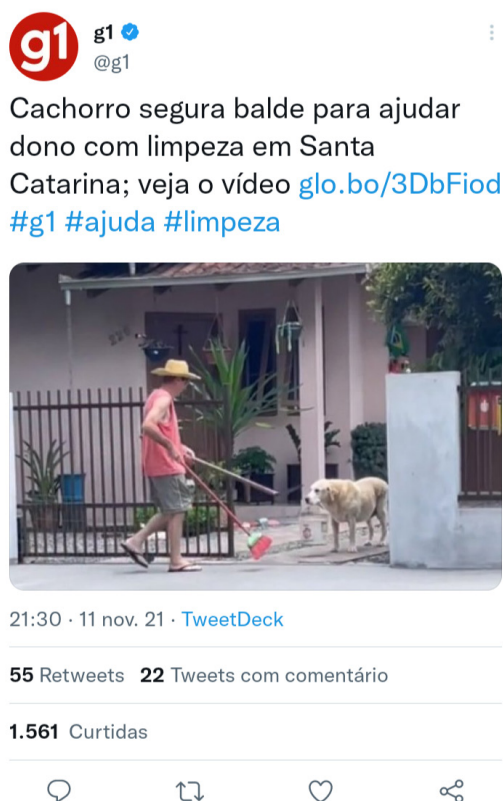 g1
g1
@g1
Cachorro segura balde para ajudar
dono com limpeza em Santa
Catarina; veja o vídeo glo.bo/3DbFiod
#g1 #ajuda #limpeza
21:30 · 11 nov. 21 · TweetDeck
55 Retweets 22 Tweets com comentário
1.561 Curtidas